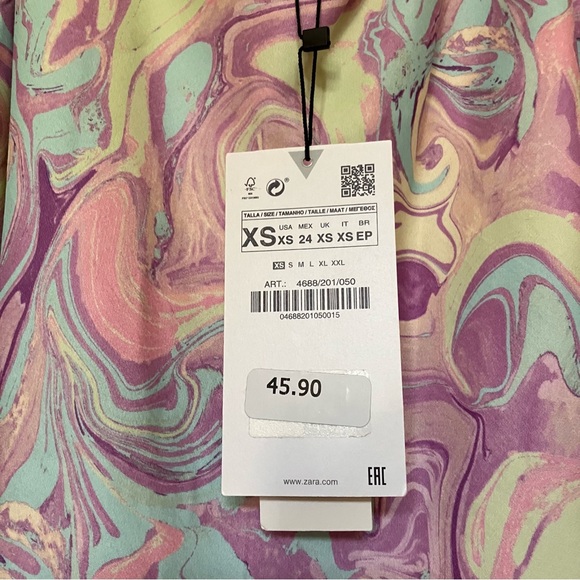 FSC
TALLA / SIZE / TAMANHO / TAILLE / MAAT / ΜΕΓΕΘΟΣ
XS
USA MEX UK IT BR
XS 24 XS XS EP
XS S M L XL XXL
ART.: 4688/201/050
04688201050015
45.90
www.zara.com
EAC